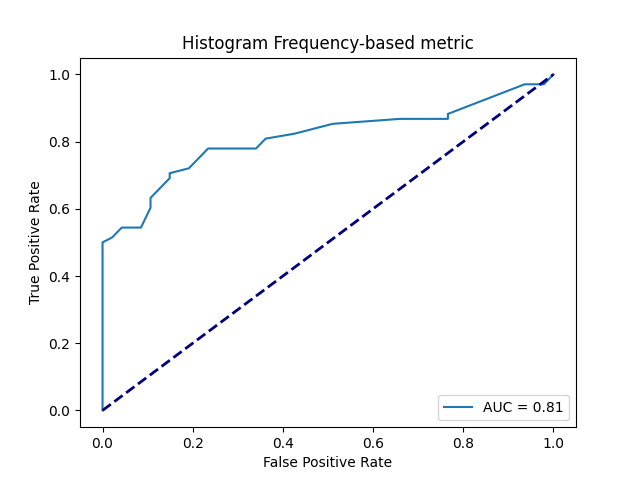 Histogram Frequency-based metric
1.0
0.8
0.6
0.4
0.2
0.0
True Positive Rate
0.0 0.2 0.4 0.6 0.8 1.0
False Positive Rate
AUC = 0.81